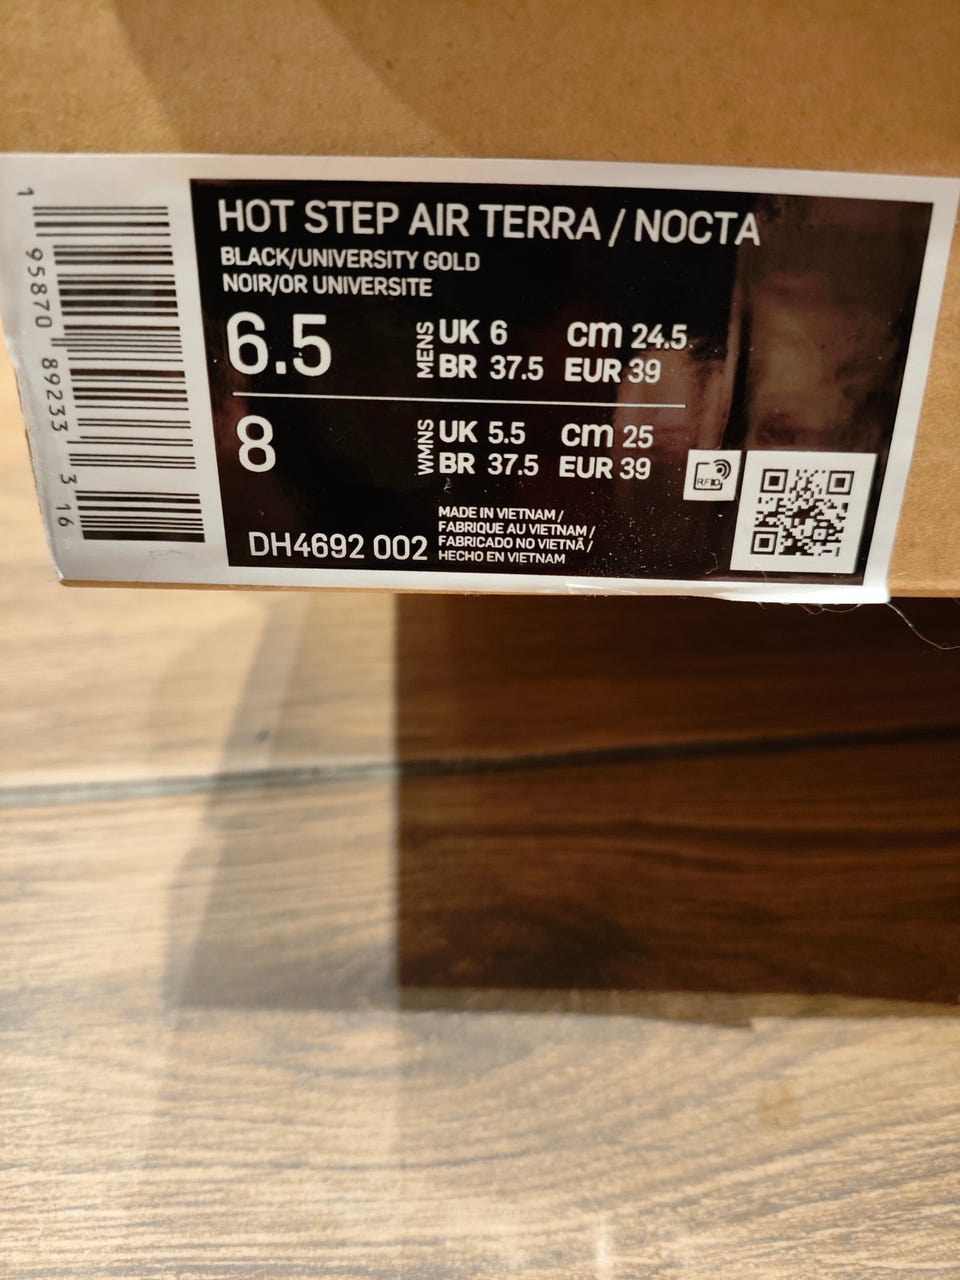 HOT STEP AIR TERRA / NOCTA
BLACK/UNIVERSITY GOLD
NOIR/OR UNIVERSITE
6.5 MENS UK 6 cm 24.5
BR 37.5 EUR 39
8 WMNS UK 5.5 cm 25
BR 37.5 EUR 39
RFID
DH4692 002
MADE IN VIETNAM /
FABRIQUE AU VIETNAM /
FABRICADO NO VIETNÃ /
HECHO EN VIETNAM
1 95870 89233 3 16